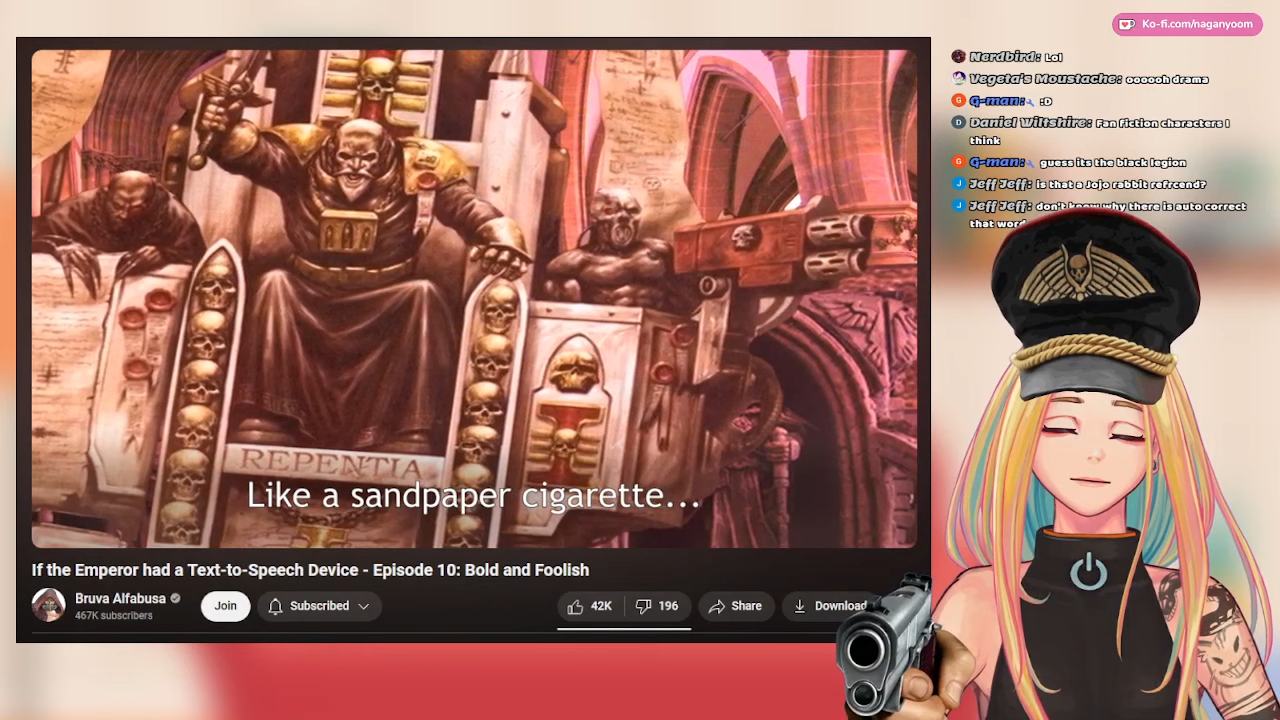 Ko-fi.com/naganyoom
Nerdbird: Lol
Vegeta's Moustache: oooooh drama
G G-man: :D
D Daniel Wiltshire: Fan fiction characters I
think
G G-man: guess its the black legion
J Jeff Jeff: is that a Jojo rabbit refrcend?
J Jeff Jeff: don't know why there is auto correct
that word
REPENTIA
Like a sandpaper cigarette...
If the Emperor had a Text-to-Speech Device - Episode 10: Bold and Foolish
Bruva Alfabusa
467K subscribers
Join
Subscribed
42K
196
Share
Download